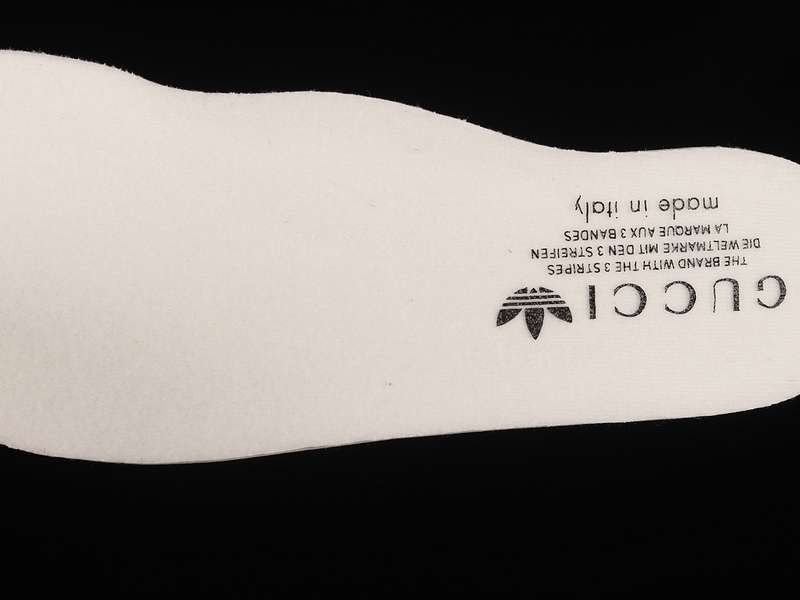 GUCCI
THE BRAND WITH THE 3 STRIPES
DIE WELTMARKE MIT DEN 3 STREIFEN
LA MARQUE AUX 3 BANDES
made in italy